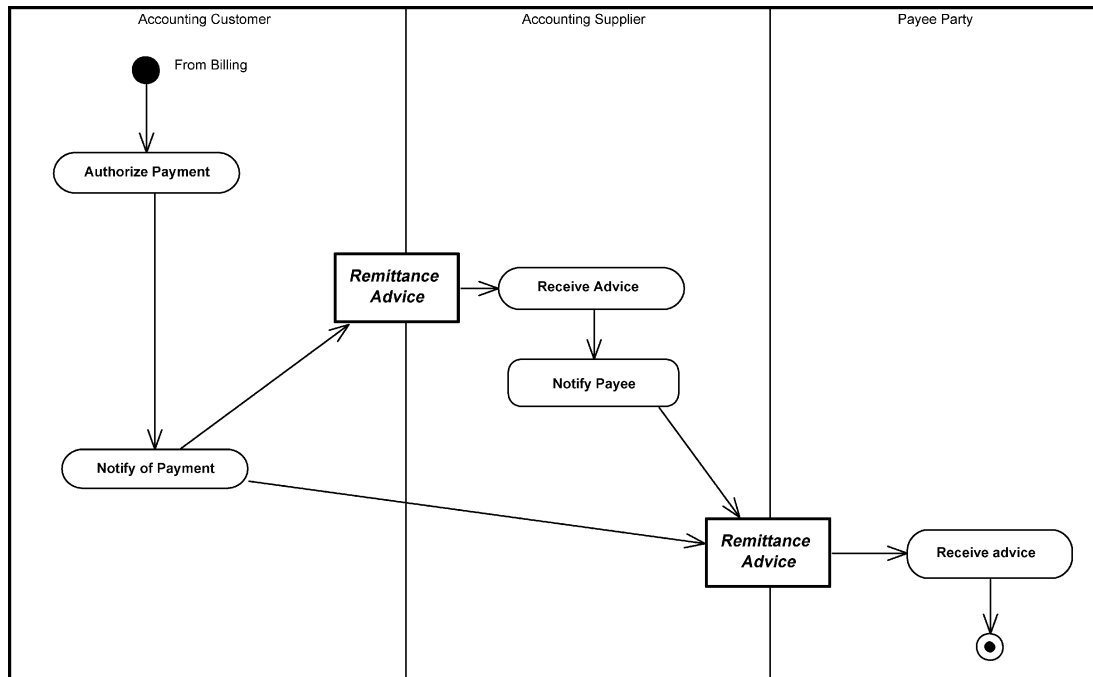 Accounting Customer
Accounting Supplier
Payee Party
From Billing
Authorize Payment
Remittance
Advice
Receive Advice
Notify Payee
Notify of Payment
Remittance
Advice
Receive advice